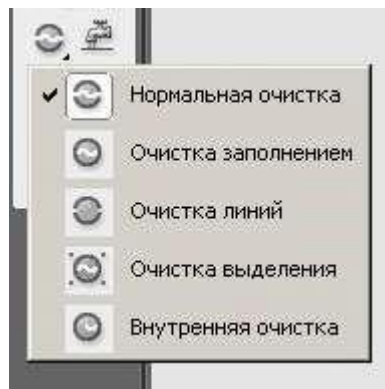 Нормальная очистка
Очистка заполнением
Очистка линий
Очистка выделения
Внутренняя очистка